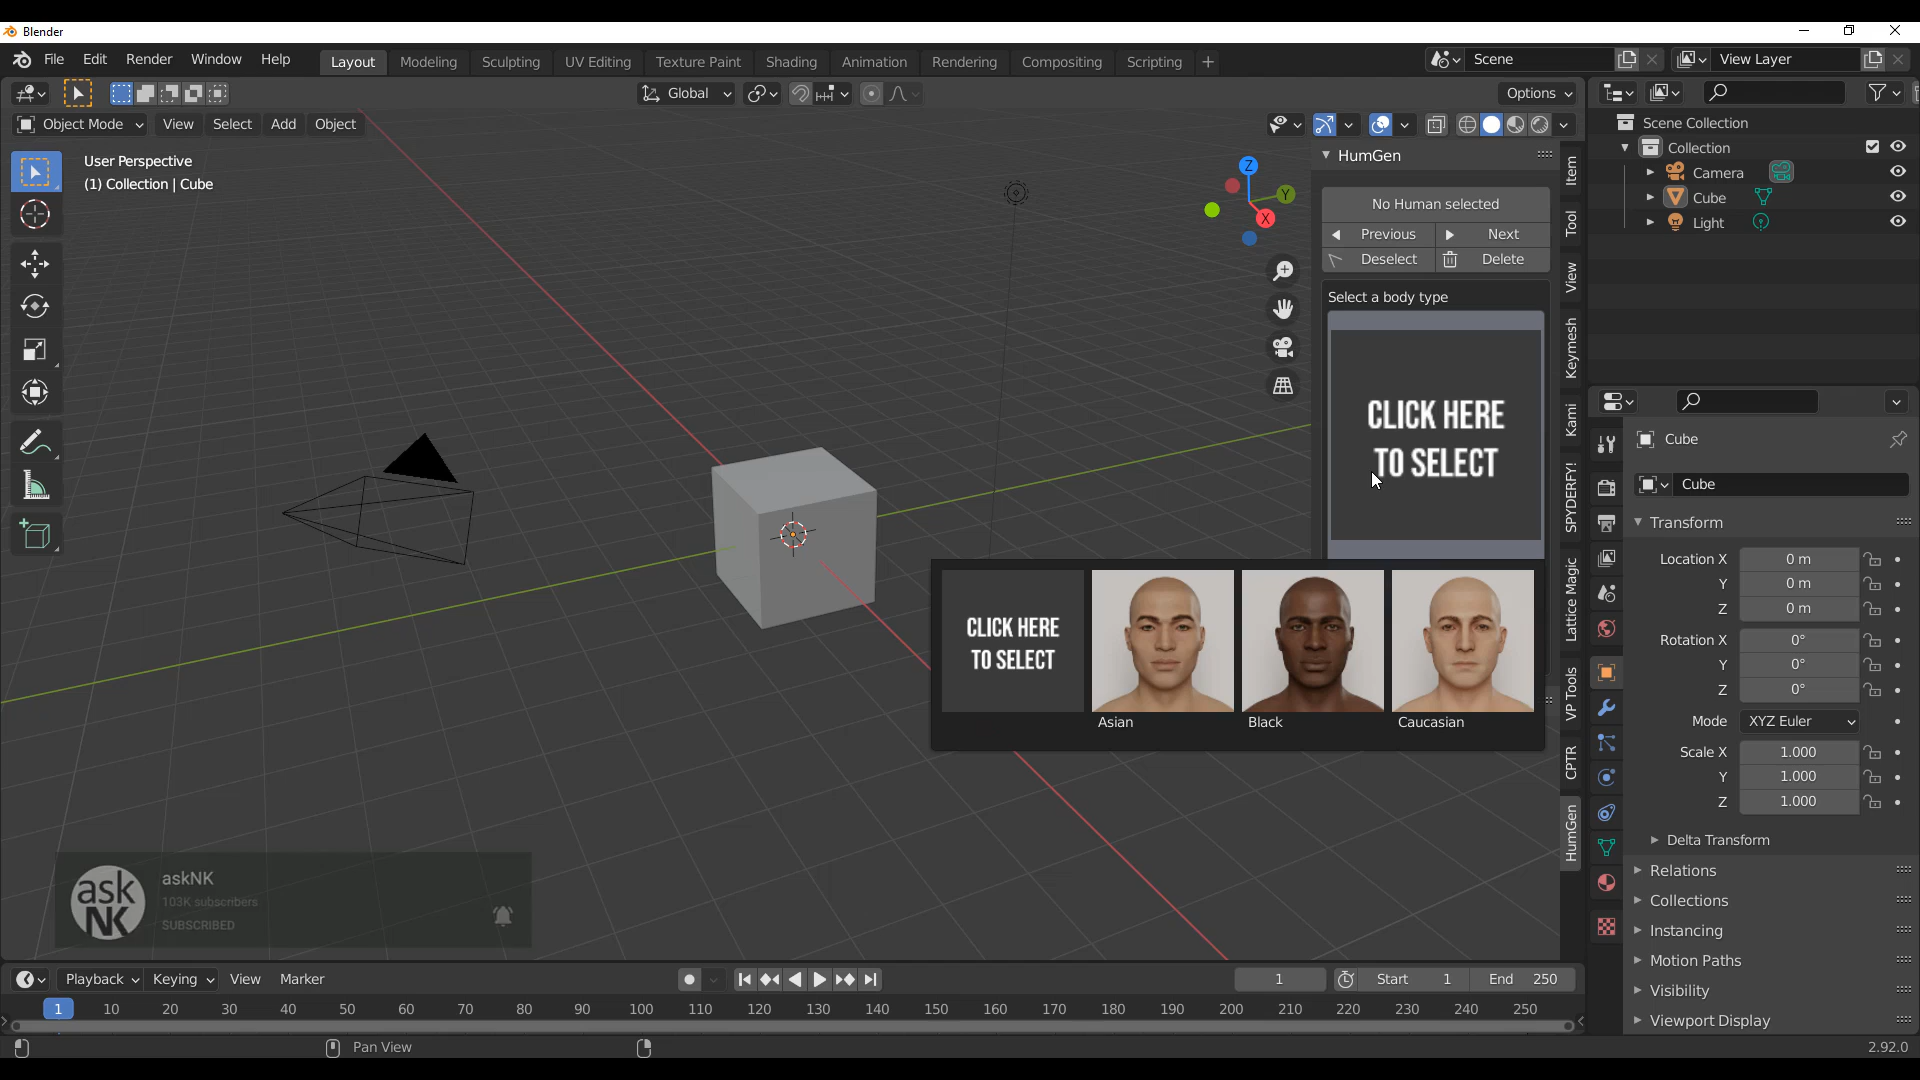 Blender
File Edit Render Window Help Layout Modeling Sculpting UV Editing Texture Paint Shading Animation Rendering Compositing Scripting + Scene View Layer
Global Options
Object Mode View Select Add Object
User Perspective
(1) Collection | Cube
Z
Y
X
HumGen
No Human selected
Previous Next
Deselect Delete
Select a body type
CLICK HERE
TO SELECT
CLICK HERE
TO SELECT
Asian Black Caucasian
Item
Tool
View
Keymesh
Kami
SPYDERFY!
Lattice Magic
VP Tools
CPTR
HumGen
Scene Collection
Collection
Camera
Cube
Light
Cube
Cube
Transform
Location X 0 m
Y 0 m
Z 0 m
Rotation X 0°
Y 0°
Z 0°
Mode XYZ Euler
Scale X 1.000
Y 1.000
Z 1.000
Delta Transform
Relations
Collections
Instancing
Motion Paths
Visibility
Viewport Display
ask
NK
askNK
103K subscribers
SUBSCRIBED
Playback Keying View Marker 1 Start 1 End 250
1 10 20 30 40 50 60 70 80 90 100 110 120 130 140 150 160 170 180 190 200 210 220 230 240 250
Pan View 2.92.0